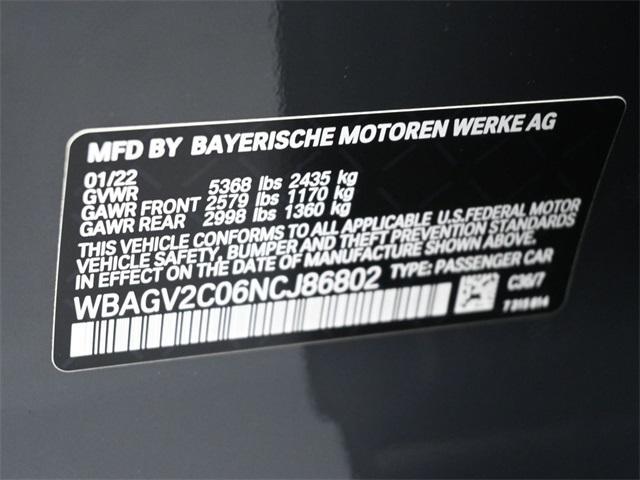 MFD BY BAYERISCHE MOTOREN WERKE AG
01/22
GVWR 5368 lbs 2435 kg
GAWR FRONT 2579 lbs 1170 kg
GAWR REAR 2998 lbs 1360 kg
THIS VEHICLE CONFORMS TO ALL APPLICABLE U.S.FEDERAL MOTOR
VEHICLE SAFETY, BUMPER AND THEFT PREVENTION STANDARDS
IN EFFECT ON THE DATE OF MANUFACTURE SHOWN ABOVE.
WBAGV2C06NCJ86802 TYPE: PASSENGER CAR
C36/7